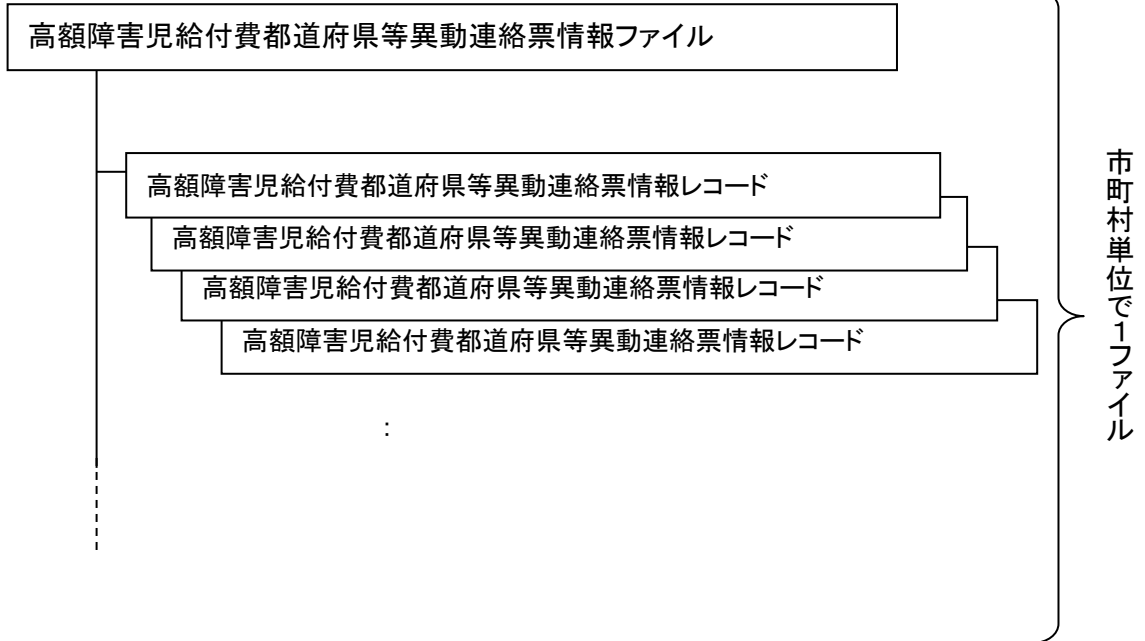 高額障害児給付費都道府県等異動連絡票情報ファイル
高額障害児給付費都道府県等異動連絡票情報レコード
高額障害児給付費都道府県等異動連絡票情報レコード
高額障害児給付費都道府県等異動連絡票情報レコード
高額障害児給付費都道府県等異動連絡票情報レコード
:
市町村単位で1ファイル